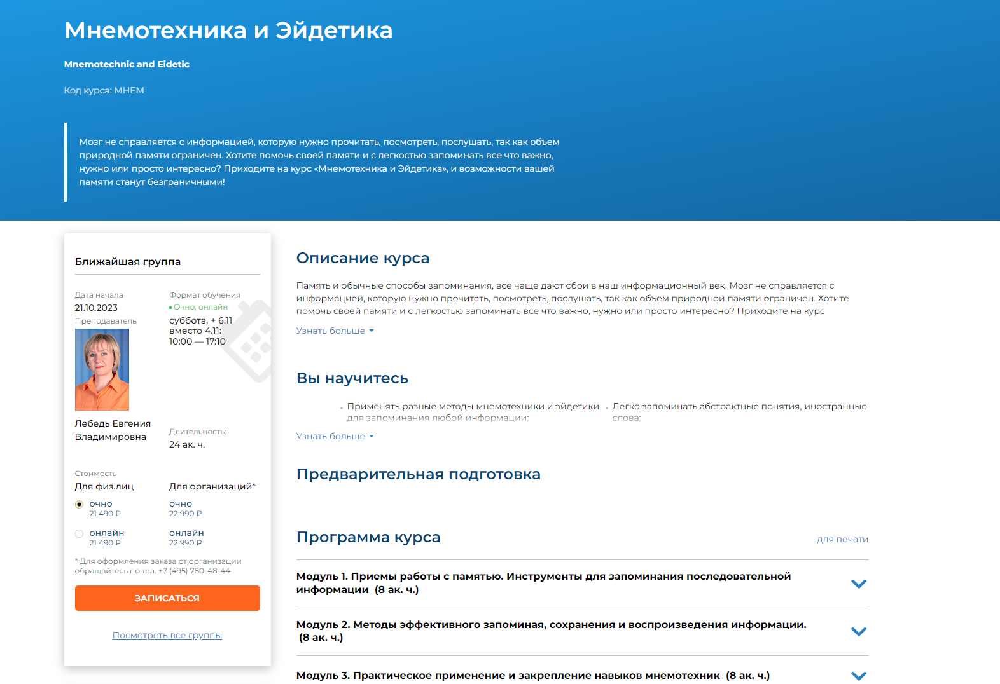 Мнемотехника и Эйдетика
Mnemotechnic and Eidetic
Код курса: МНЕМ
Мозг не справляется с информацией, которую нужно прочитать, посмотреть, послушать, так как объем
природной памяти ограничен. Хотите помочь своей памяти и с легкостью запоминать все что важно,
нужно или просто интересно? Приходите на курс «Мнемотехника и Эйдетика», и возможности вашей
памяти станут безграничными!
Ближайшая группа
Дата начала
21.10.2023
Преподаватель
Лебедь Евгения
Владимировна
Формат обучения
Очно, онлайн
суббота, + 6.11
вместо 4.11:
10:00 — 17:10
Длительность:
24 ак. ч.
Стоимость
Для физ.лиц
Для организаций*
очно
21 490 Р
очно
22 990 Р
онлайн
21 490 Р
онлайн
22 990 Р
* Для оформления заказа от организации
обращайтесь по тел. +7 (495) 780-48-44
ЗАПИСАТЬСЯ
Посмотреть все группы
Описание курса
Память и обычные способы запоминания, все чаще дают сбои в наш информационный век. Мозг не справляется с
информацией, которую нужно прочитать, посмотреть, послушать, так как объем природной памяти ограничен. Хотите
помочь своей памяти и с легкостью запоминать все что важно, нужно или просто интересно? Приходите на курс
Узнать больше
Вы научитесь
Применять разные методы мнемотехники и эйдетики
для запоминания любой информации;
Легко запоминать абстрактные понятия, иностранные
слова;
Узнать больше
Предварительная подготовка
Программа курса
для печати
Модуль 1. Приемы работы с памятью. Инструменты для запоминания последовательной
информации (8 ак. ч.)
Модуль 2. Методы эффективного запоминая, сохранения и воспроизведения информации.
(8 ак. ч.)
Модуль 3. Практическое применение и закрепление навыков мнемотехник (8 ак. ч.)